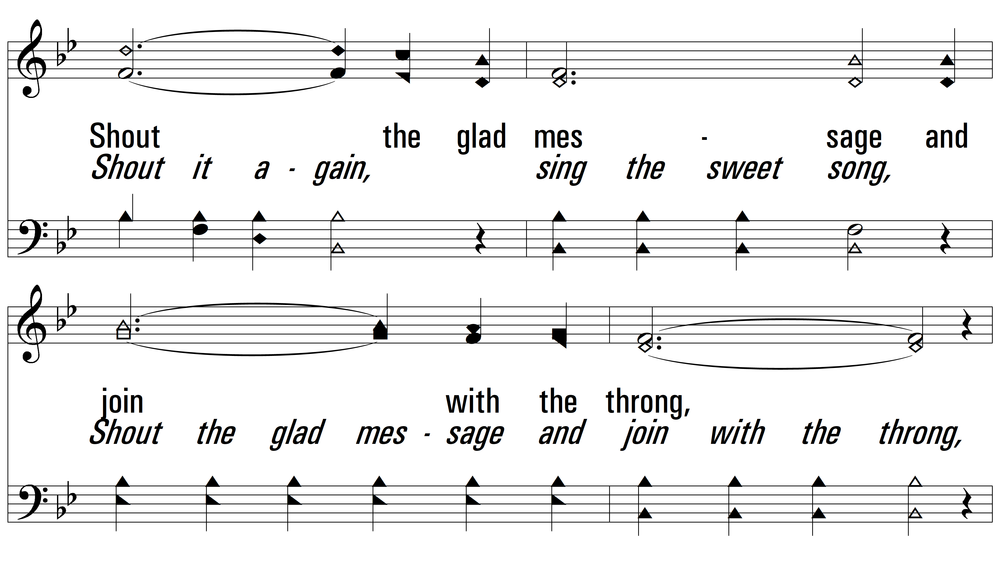 Shout the glad mes - sage and
Shout it a - gain, sing the sweet song,
join with the throng,
Shout the glad mes - sage and join with the throng,